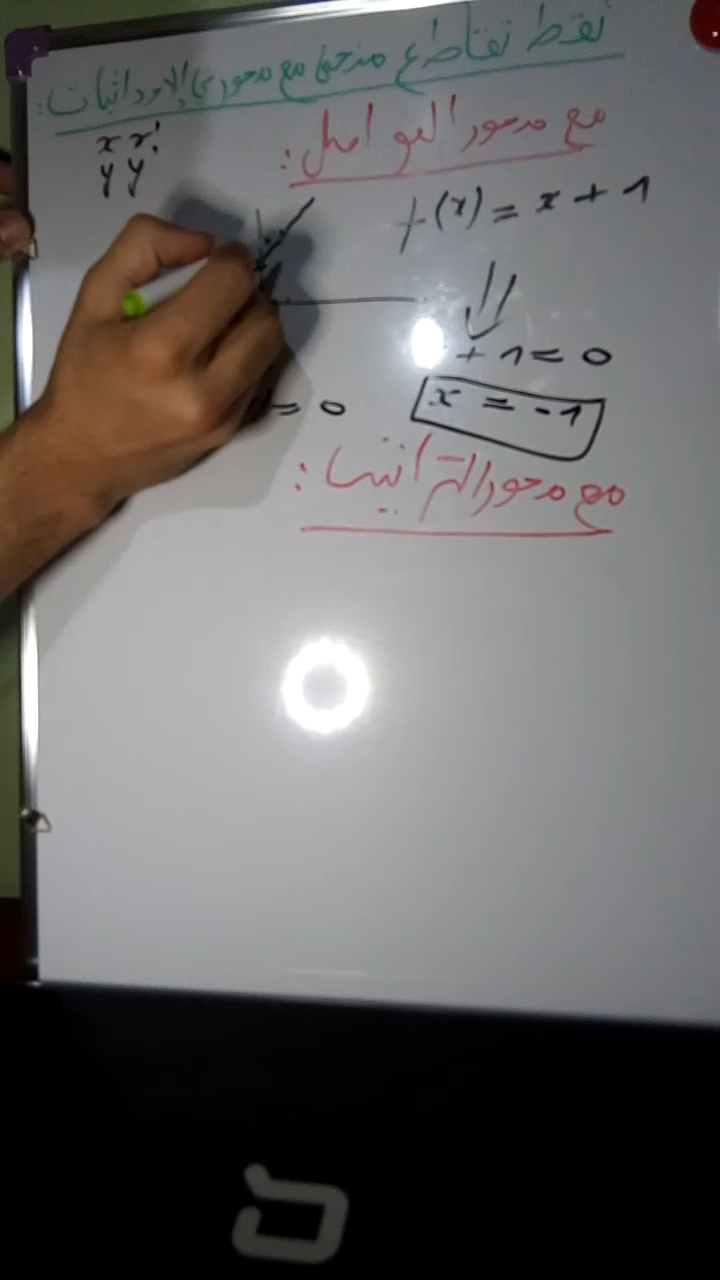 نقط تقاطع منحنى مع محوري الإحداثيات:
مع محور الفواصل:
x x'
y y'
f(x) = x + 1
+ 1 = 0
= 0
x = -1
مع محور التراتيب: